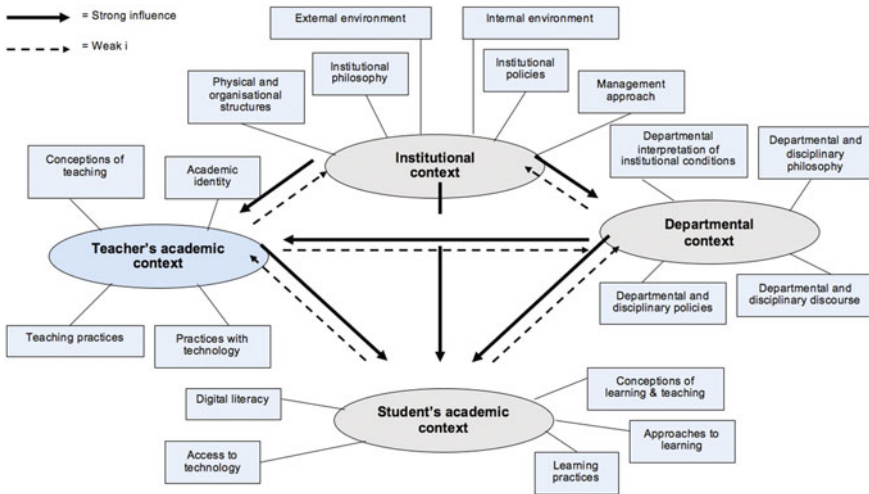 = Strong influence
= Weak i
External environment
Internal environment
Institutional
philosophy
Institutional
policies
Physical and
organisational
structures
Management
approach
Institutional
context
Conceptions of
teaching
Academic
identity
Departmental
interpretation of
institutional conditions
Departmental and
disciplinary
philosophy
Teacher's academic
context
Departmental
context
Teaching practices
Practices with
technology
Departmental and
disciplinary policies
Departmental and
disciplinary discourse
Digital literacy
Access to
technology
Student's academic
context
Conceptions of
learning & teaching
Approaches to
learning
Learning
practices